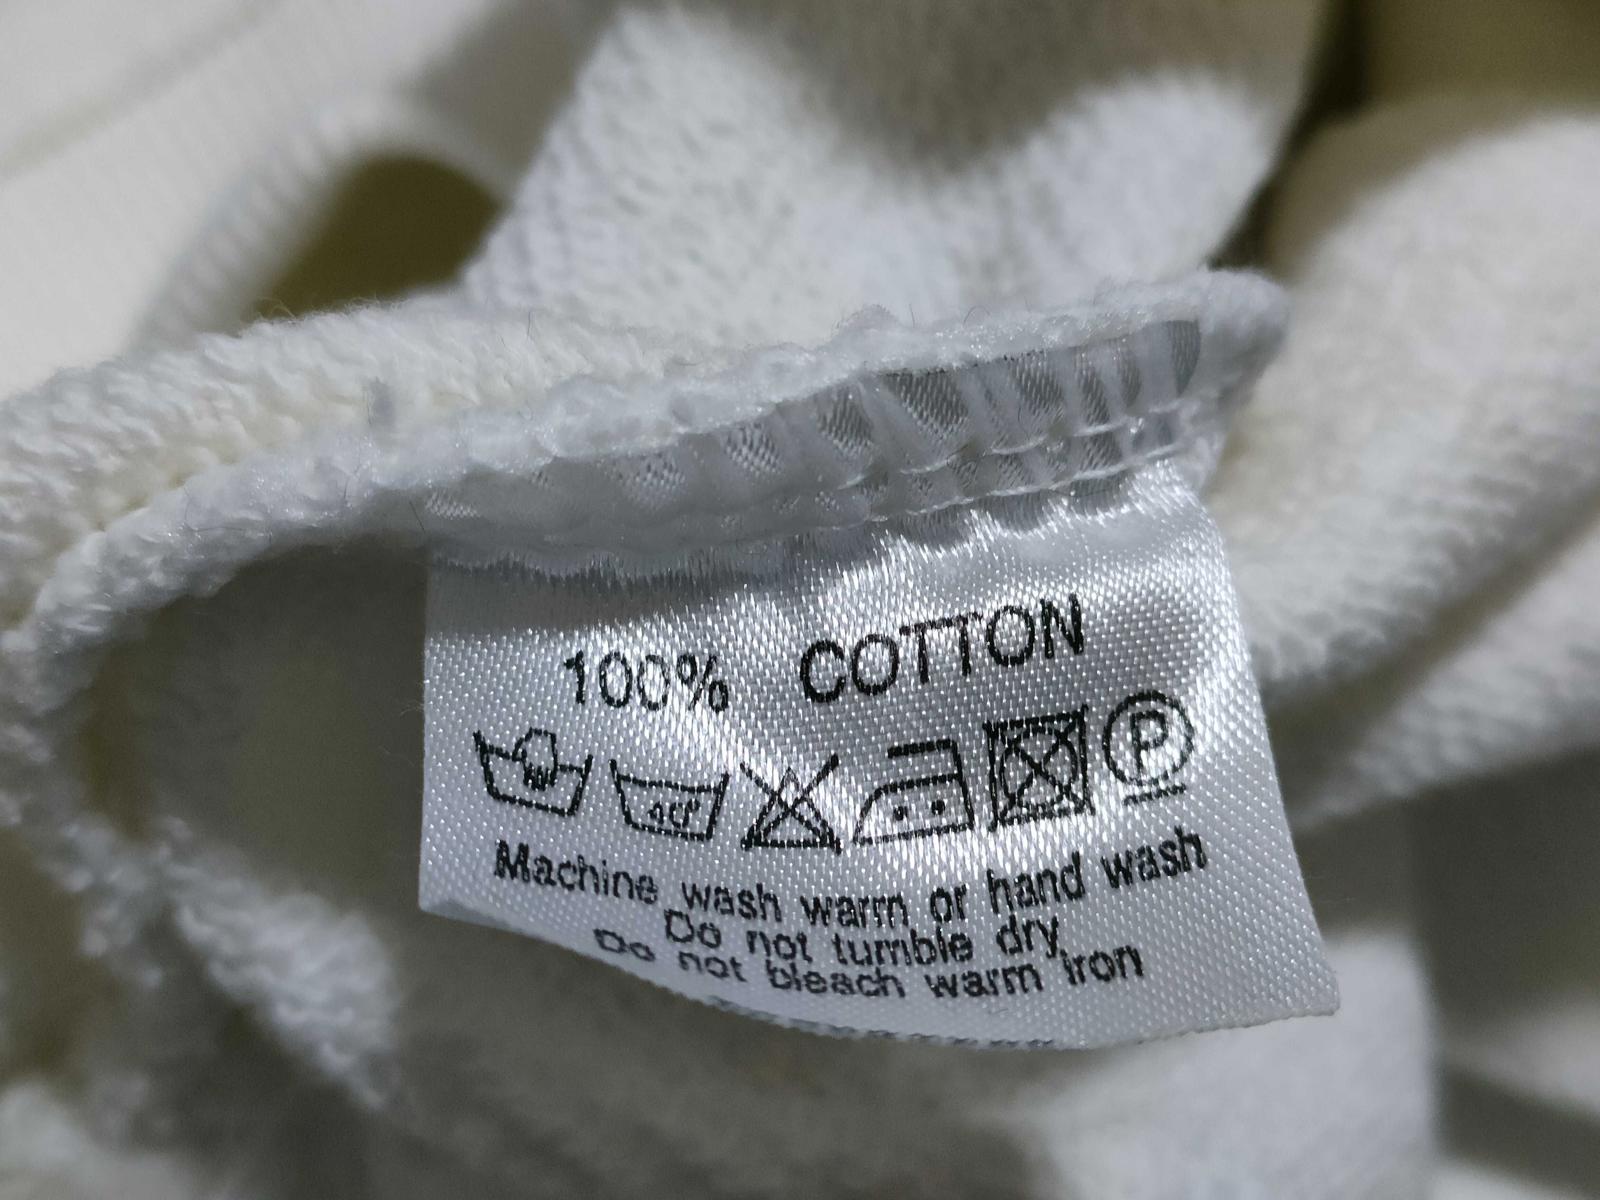 100% COTTON
40° P
Machine wash warm or hand wash
Do not tumble dry
Do not bleach warm iron